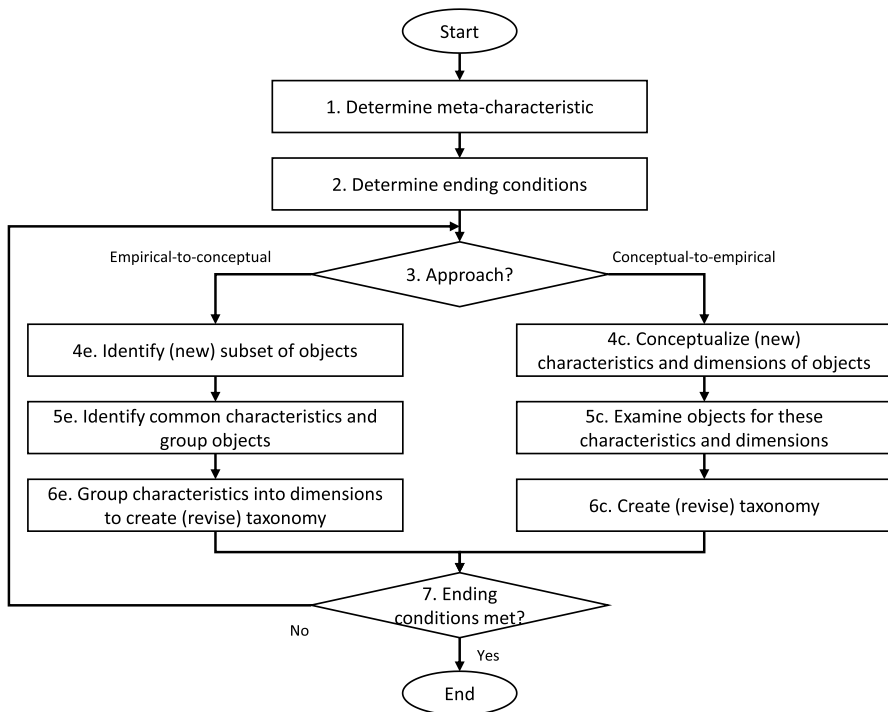 Start
1. Determine meta-characteristic
2. Determine ending conditions
Empirical-to-conceptual
Conceptual-to-empirical
3. Approach?
4e. Identify (new) subset of objects
4c. Conceptualize (new)
characteristics and dimensions of objects
5e. Identify common characteristics and
group objects
5c. Examine objects for these
characteristics and dimensions
6e. Group characteristics into dimensions
to create (revise) taxonomy
6c. Create (revise) taxonomy
7. Ending
conditions met?
No
Yes
End